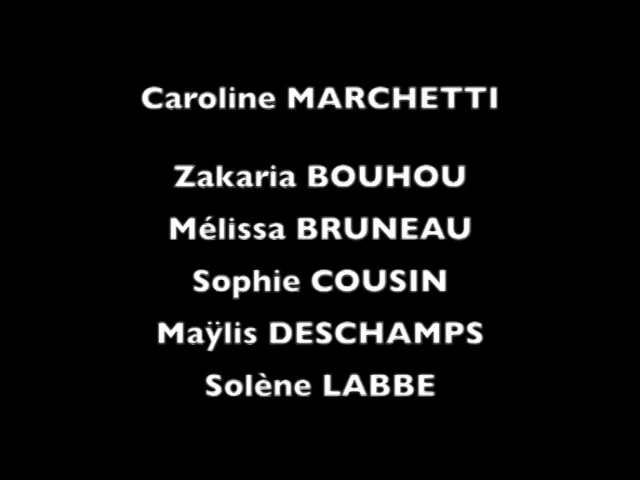 Caroline MARCHETTI
Zakaria BOUHOU
Mélissa BRUNEAU
Sophie COUSIN
Maÿlis DESCHAMPS
Solène LABBE